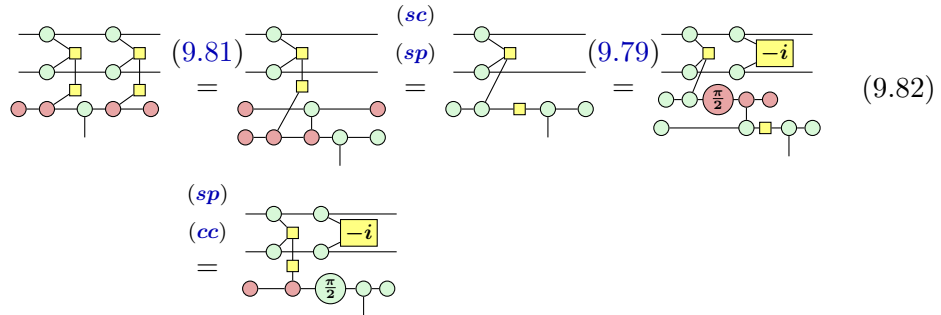 (sc)
(9.81) (sp) (9.79) −i
= = = (9.82)
π/2
(sp)
(cc) −i
=
π/2